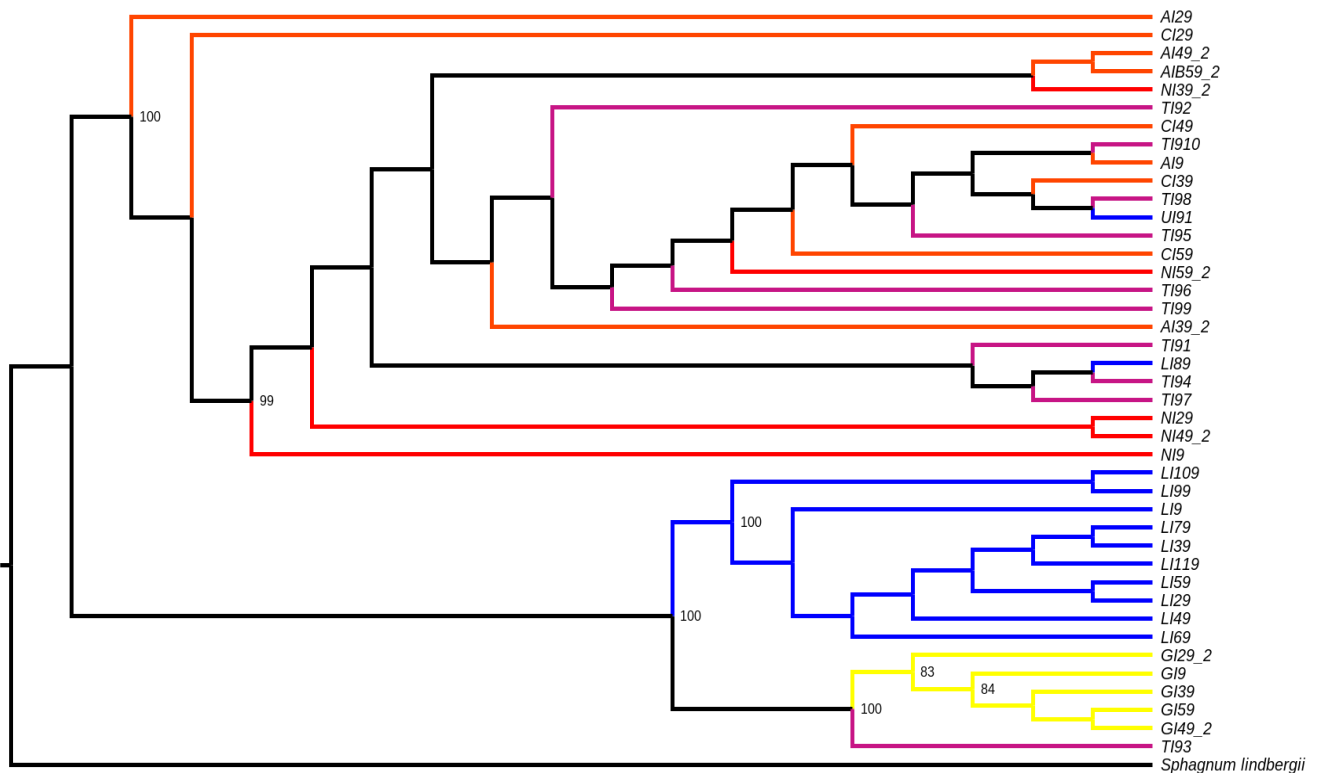 AI29
CI29
AI49_2
AIB59_2
NI39_2
TI92
100
CI49
TI910
AI9
CI39
TI98
UI91
TI95
CI59
NI59_2
TI96
TI99
AI39_2
TI91
LI89
TI94
TI97
99
NI29
NI49_2
NI9
LI109
LI99
LI9
100
LI79
LI39
LI119
LI59
LI29
LI49
100
LI69
GI29_2
83
GI9
84
GI39
GI59
100
GI49_2
TI93
Sphagnum lindbergii